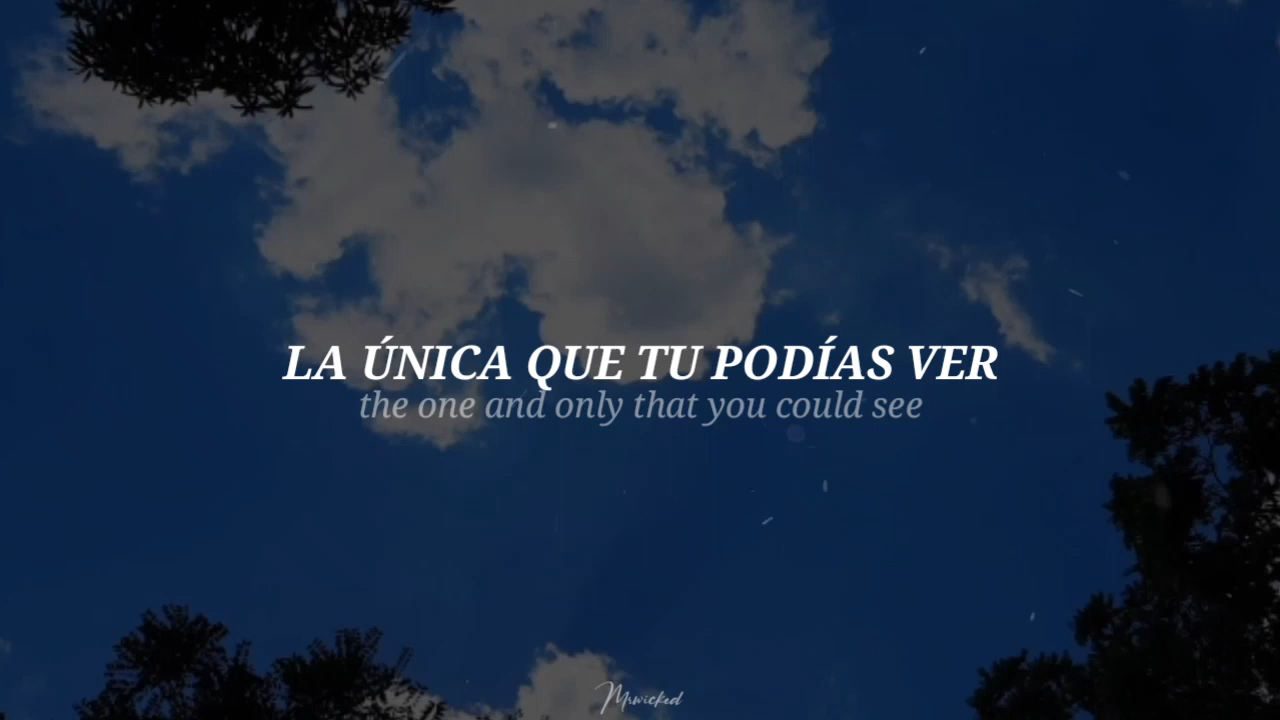 LA ÚNICA QUE TU PODÍAS VER
the one and only that you could see
Mrwicked